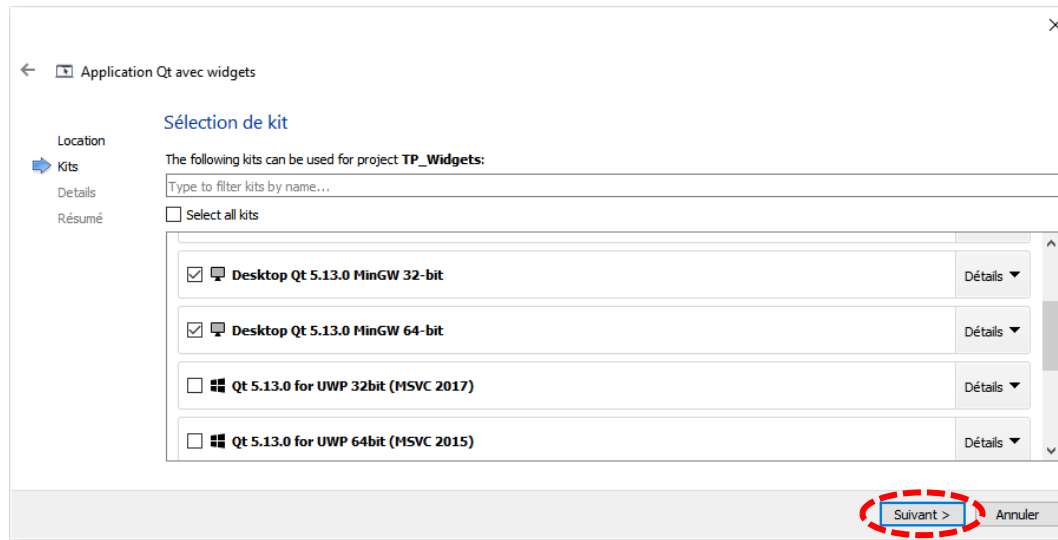 Application Qt avec widgets
Sélection de kit
Location
Kits
Details
Résumé
The following kits can be used for project TP_Widgets:
Type to filter kits by name...
Select all kits
Desktop Qt 5.13.0 MinGW 32-bit
Détails
Desktop Qt 5.13.0 MinGW 64-bit
Détails
Qt 5.13.0 for UWP 32bit (MSVC 2017)
Détails
Qt 5.13.0 for UWP 64bit (MSVC 2015)
Détails
Suivant >
Annuler